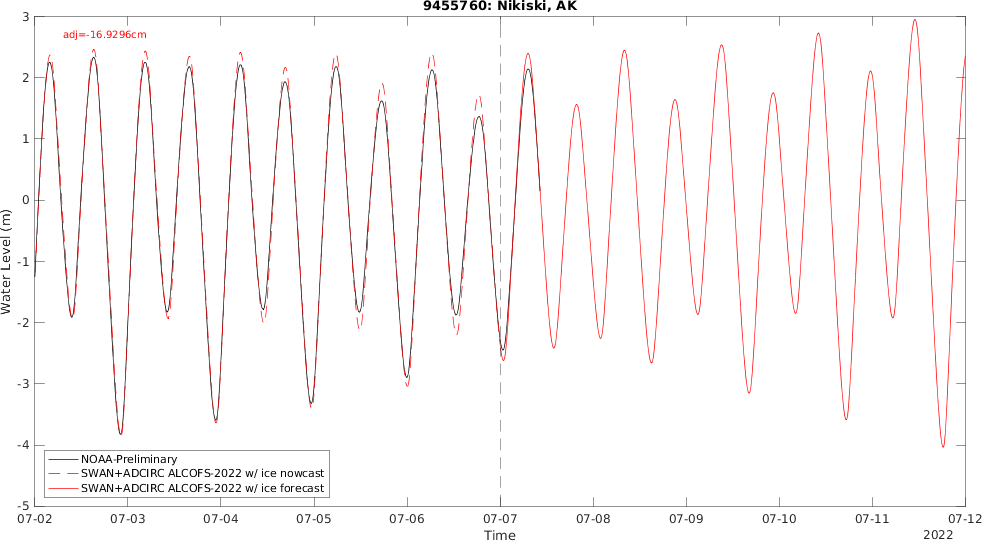 9455760: Nikiski, AK
adj=-16.9296cm
3
2
1
0
-1
-2
-3
-4
-5
Water Level (m)
NOAA-Preliminary
SWAN+ADCIRC ALCOFS-2022 w/ ice nowcast
SWAN+ADCIRC ALCOFS-2022 w/ ice forecast
07-02 07-03 07-04 07-05 07-06 07-07 07-08 07-09 07-10 07-11 07-12
Time
2022